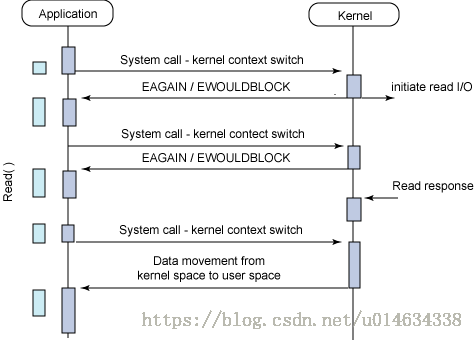 Application
Kernel
System call - kernel context switch
EAGAIN / EWOULDBLOCK
initiate read I/O
System call - kernel contect switch
EAGAIN / EWOULDBLOCK
Read( )
Read response
System call - kernel context switch
Data movement from
kernel space to user space
https://blog.csdn.net/u014634338